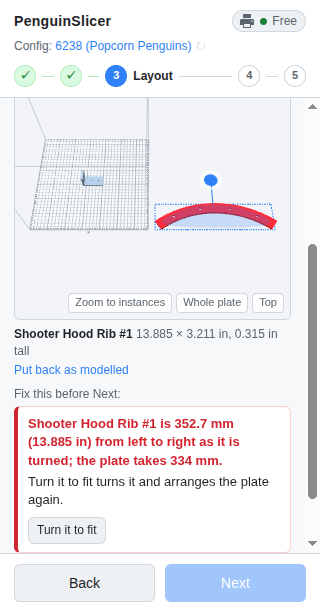 PenguinSlicer
Free
Config: 6238 (Popcorn Penguins)
✓ ✓ 3 Layout 4 5
Zoom to instances Whole plate Top
Shooter Hood Rib #1 13.885 × 3.211 in, 0.315 in
tall
Put back as modelled
Fix this before Next:
Shooter Hood Rib #1 is 352.7 mm
(13.885 in) from left to right as it is
turned; the plate takes 334 mm.
Turn it to fit turns it and arranges the plate
again.
Turn it to fit
Back Next